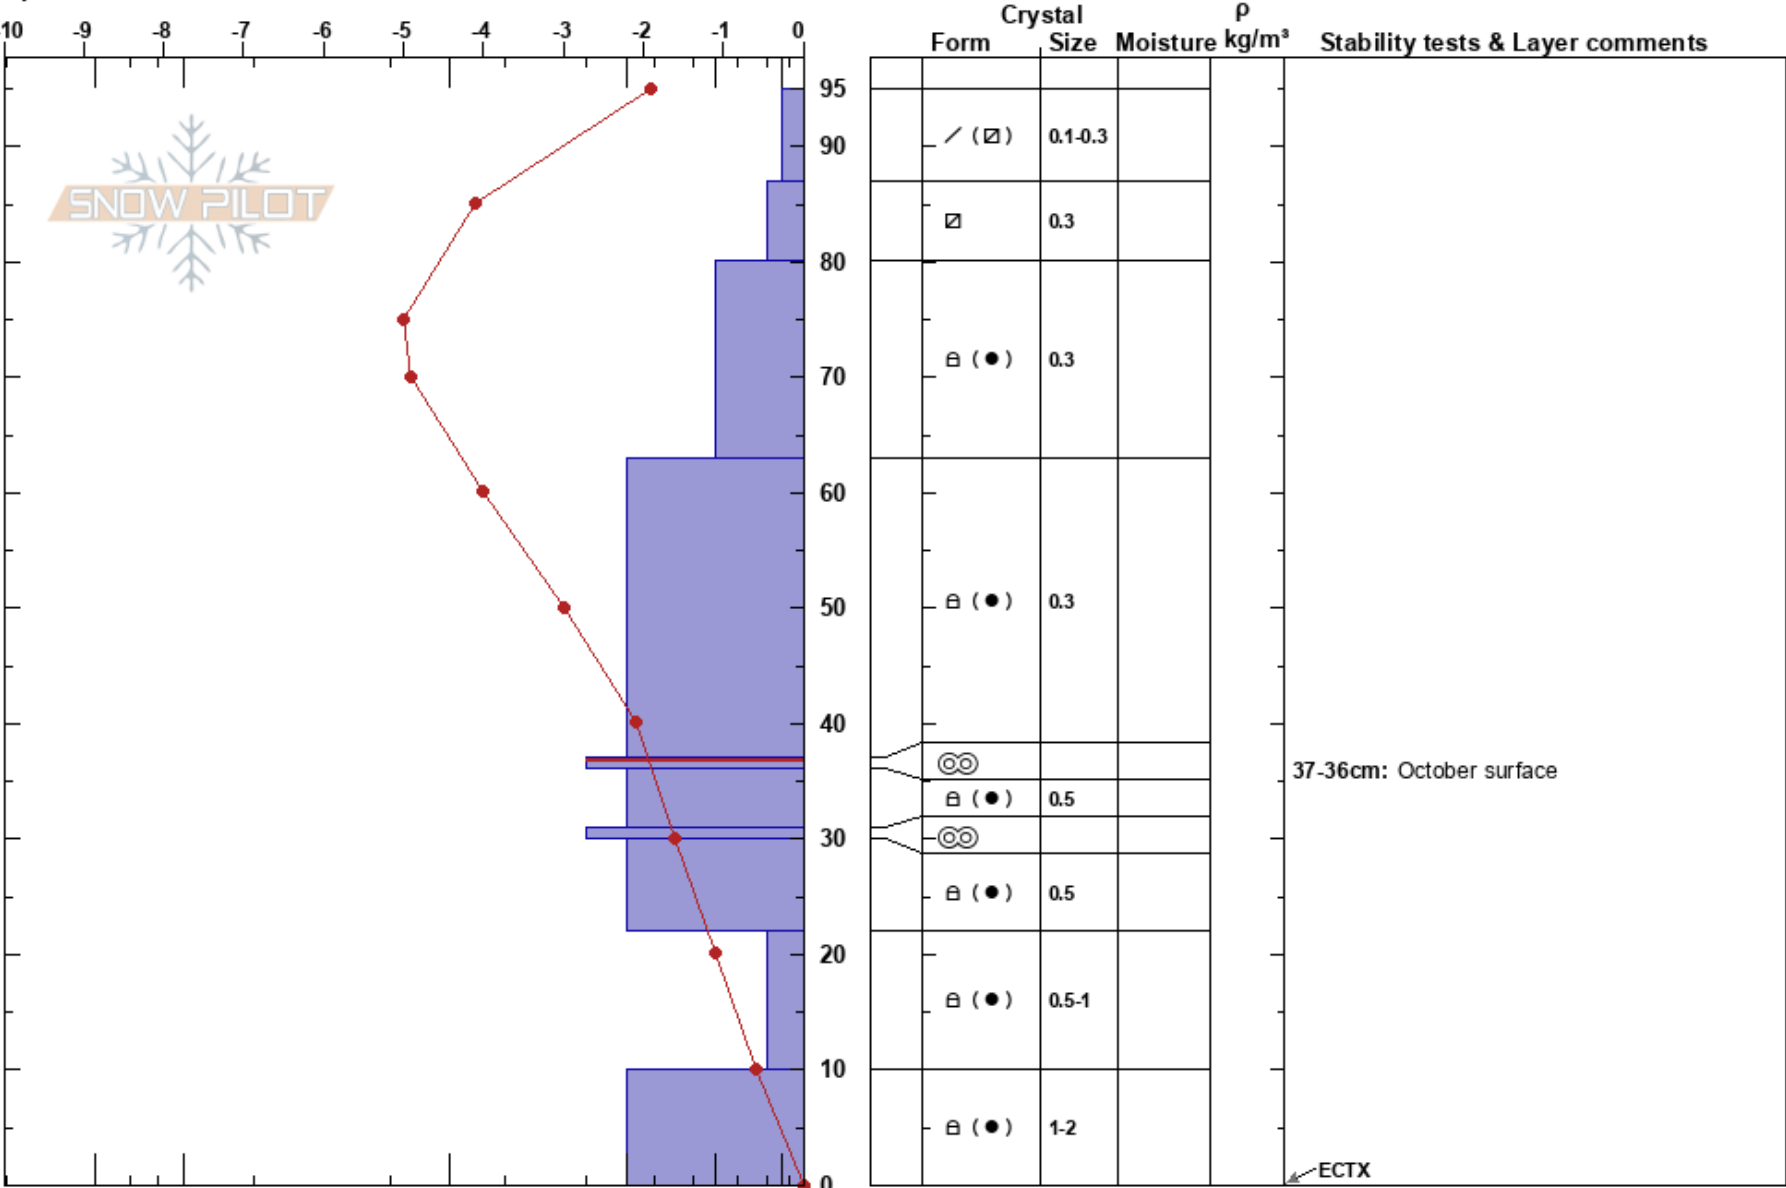 Crystal ρ
-10 -9 -8 -7 -6 -5 -4 -3 -2 -1 0 Form Size Moisture kg/m³ Stability tests & Layer comments
95
SNOW PILOT 90 / (⧄) 0.1-0.3
⧄ 0.3
80
70 (●) 0.3
60
50 (●) 0.3
40
37-36cm: October surface
(●) 0.5
30
(●) 0.5
20
(●) 0.5-1
10
(●) 1-2
ECTX
0